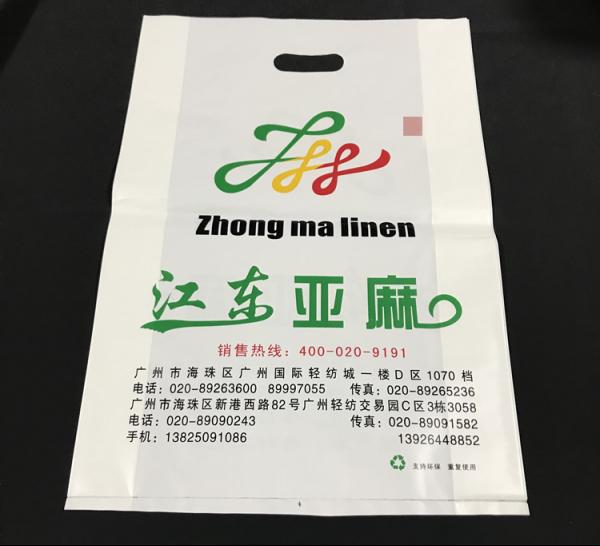 Zhong ma linen
江东亚麻
销售热线：400-020-9191
广州市海珠区广州国际轻纺城一楼D区1070档
电话：020-89263600 89997055 传真：020-89265236
广州市海珠区新港西路82号广州轻纺交易园C区3栋3058
电话：020-89090243 传真：020-89091582
手机：13825091086 13926448852
支持环保 重复使用